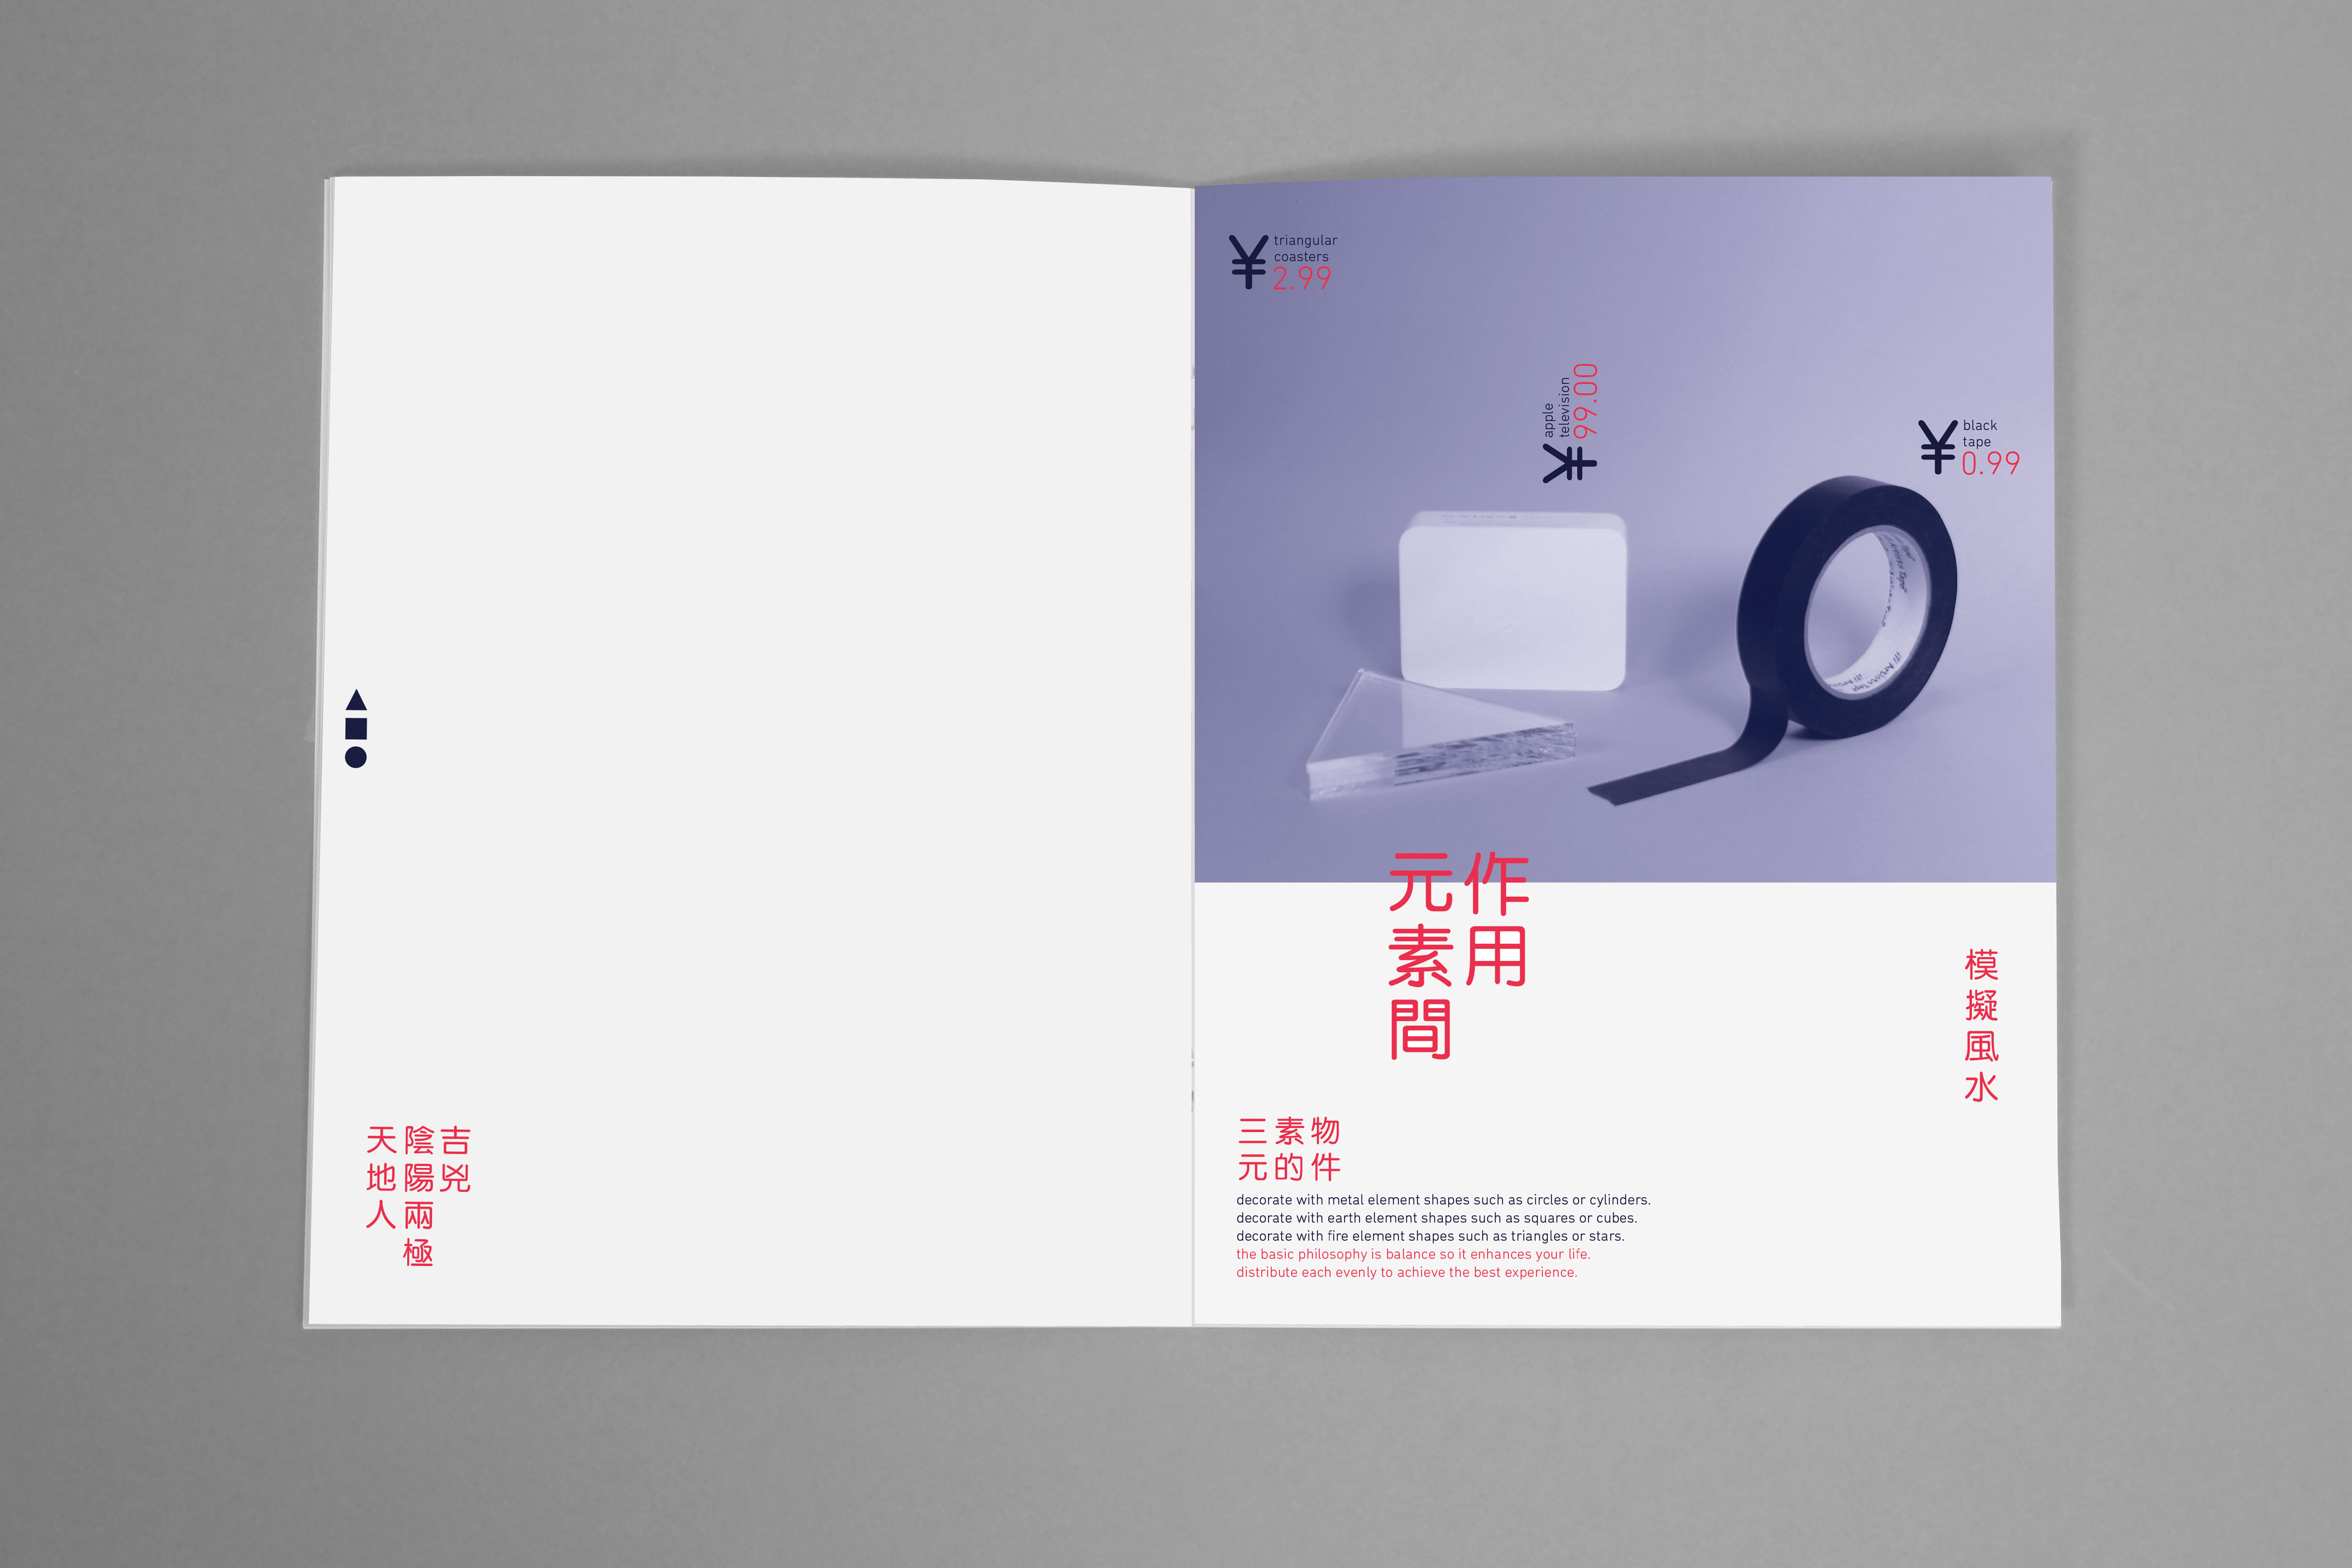 天地人
陰陽兩極
吉兇
¥
triangular
coasters
2.99
¥
apple
television
99.00
¥
black
tape
0.99
元素間
作用
模擬風水
三元
素的
物件
decorate with metal element shapes such as circles or cylinders.
decorate with earth element shapes such as squares or cubes.
decorate with fire element shapes such as triangles or stars.
the basic philosophy is balance so it enhances your life.
distribute each evenly to achieve the best experience.